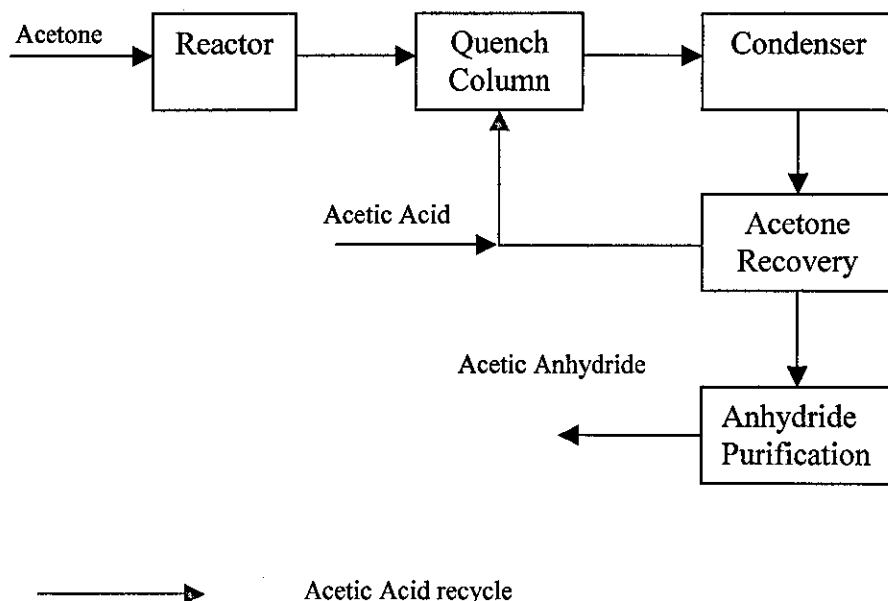 Acetone
Reactor
Quench
Column
Condenser
Acetic Acid
Acetone
Recovery
Acetic Anhydride
Anhydride
Purification
Acetic Acid recycle